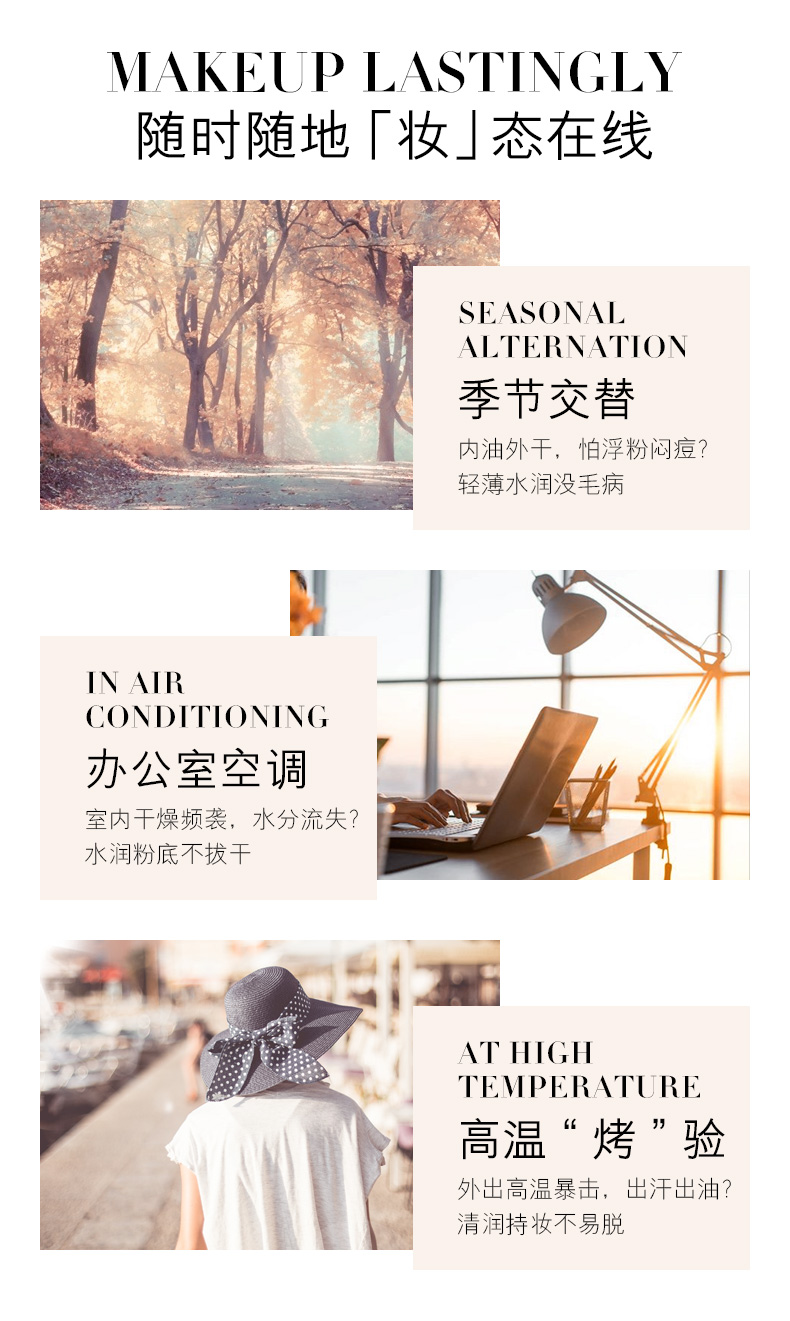 MAKEUP LASTINGLY
随时随地「妆」态在线
SEASONAL
ALTERNATION
季节交替
内油外干，怕浮粉闷痘？
轻薄水润没毛病
IN AIR
CONDITIONING
办公室空调
室内干燥频袭，水分流失？
水润粉底不拔干
AT HIGH
TEMPERATURE
高温“烤”验
外出高温暴击，出汗出油？
清润持妆不易脱